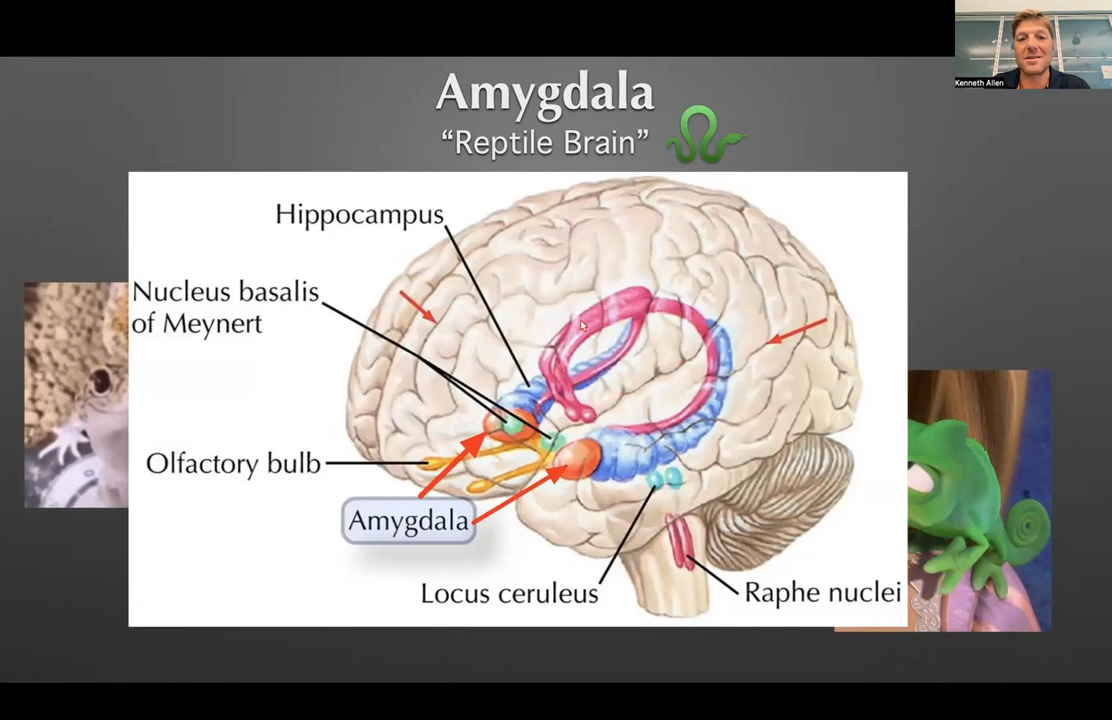 Kenneth Allen
Amygdala
“Reptile Brain”
Hippocampus
Nucleus basalis
of Meynert
Olfactory bulb
Amygdala
Locus ceruleus
Raphe nuclei